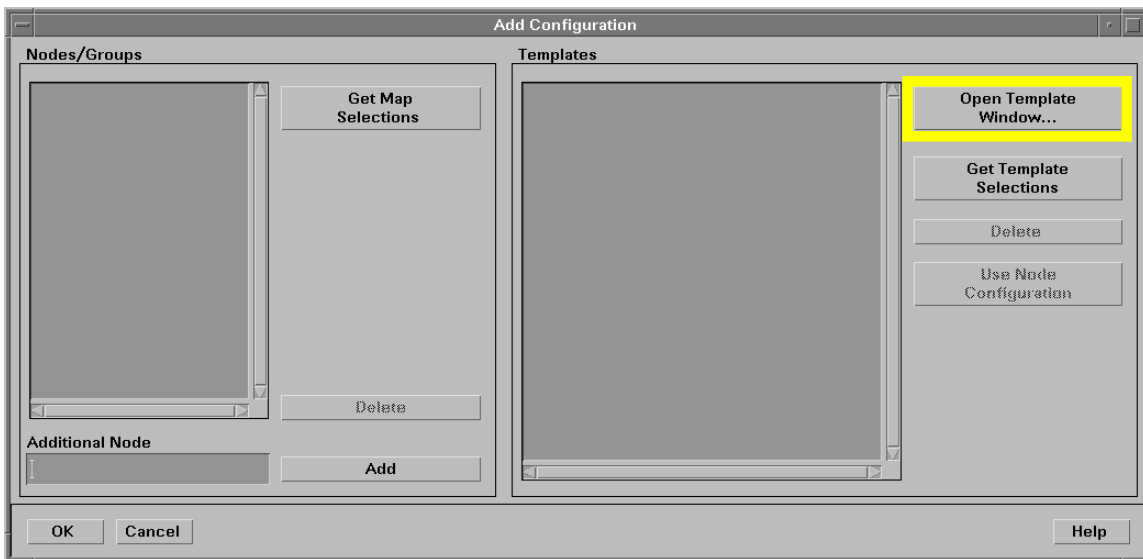 Add Configuration
Nodes/Groups
Get Map
Selections
Delete
Additional Node
Add
Templates
Open Template
Window...
Get Template
Selections
Delete
Use Node
Configuration
OK
Cancel
Help